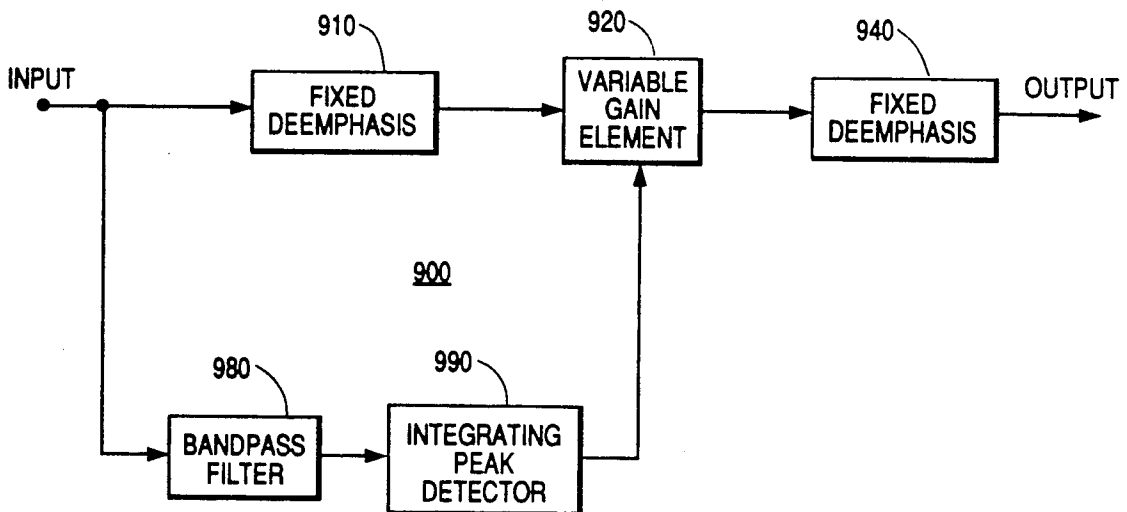 910
920
940
INPUT
FIXED
DEEMPHASIS
VARIABLE
GAIN
ELEMENT
FIXED
DEEMPHASIS
OUTPUT
900
980
990
BANDPASS
FILTER
INTEGRATING
PEAK
DETECTOR